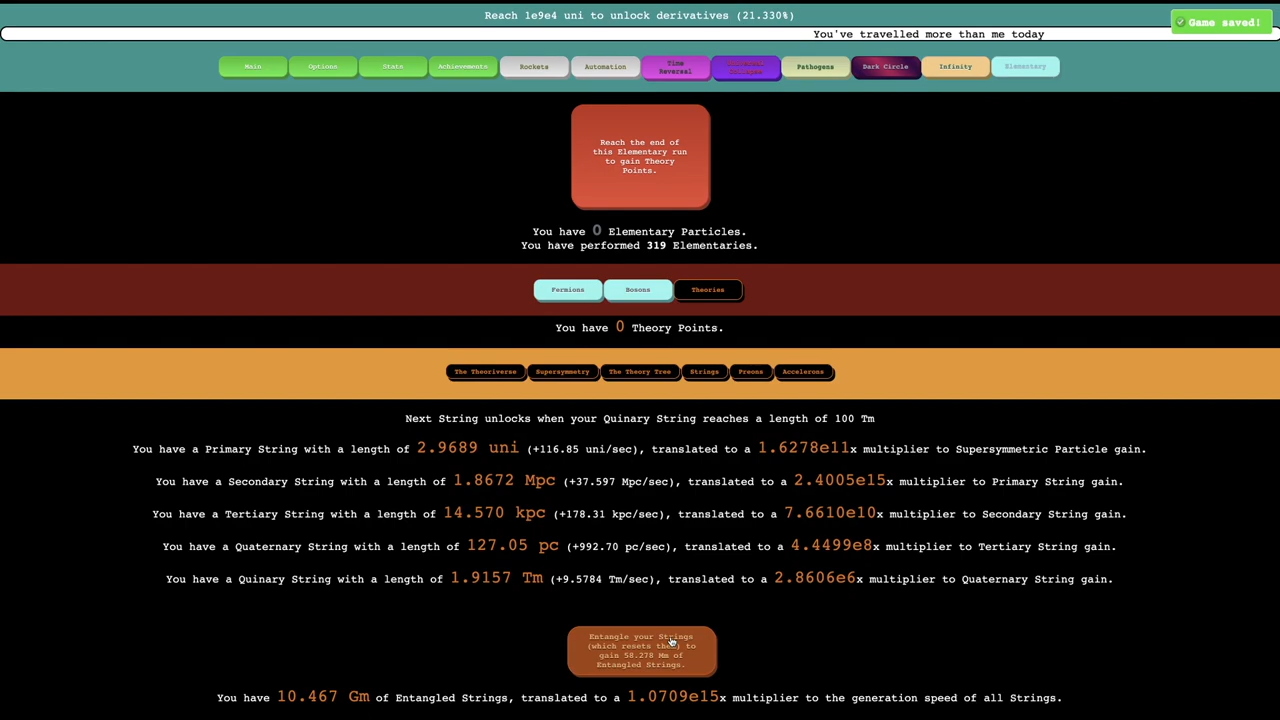 Reach 1e9e4 uni to unlock derivatives (21.330%)
Game saved!
You've travelled more than me today
Main
Options
Stats
Achievements
Rockets
Automation
Time
Reversal
Universal
Collapse
Pathogens
Dark Circle
Infinity
Elementary
Reach the end of
this Elementary run
to gain Theory
Points.
You have 0 Elementary Particles.
You have performed 319 Elementaries.
Fermions
Bosons
Theories
You have 0 Theory Points.
The Theoriverse
Supersymmetry
The Theory Tree
Strings
Preons
Accelerons
Next String unlocks when your Quinary String reaches a length of 100 Tm
You have a Primary String with a length of 2.9689 uni (+116.85 uni/sec), translated to a 1.6278e11x multiplier to Supersymmetric Particle gain.
You have a Secondary String with a length of 1.8672 Mpc (+37.597 Mpc/sec), translated to a 2.4005e15x multiplier to Primary String gain.
You have a Tertiary String with a length of 14.570 kpc (+178.31 kpc/sec), translated to a 7.6610e10x multiplier to Secondary String gain.
You have a Quaternary String with a length of 127.05 pc (+992.70 pc/sec), translated to a 4.4499e8x multiplier to Tertiary String gain.
You have a Quinary String with a length of 1.9157 Tm (+9.5784 Tm/sec), translated to a 2.8606e6x multiplier to Quaternary String gain.
Entangle your Strings
(which resets them) to
gain 58.278 Mm of
Entangled Strings.
You have 10.467 Gm of Entangled Strings, translated to a 1.0709e15x multiplier to the generation speed of all Strings.